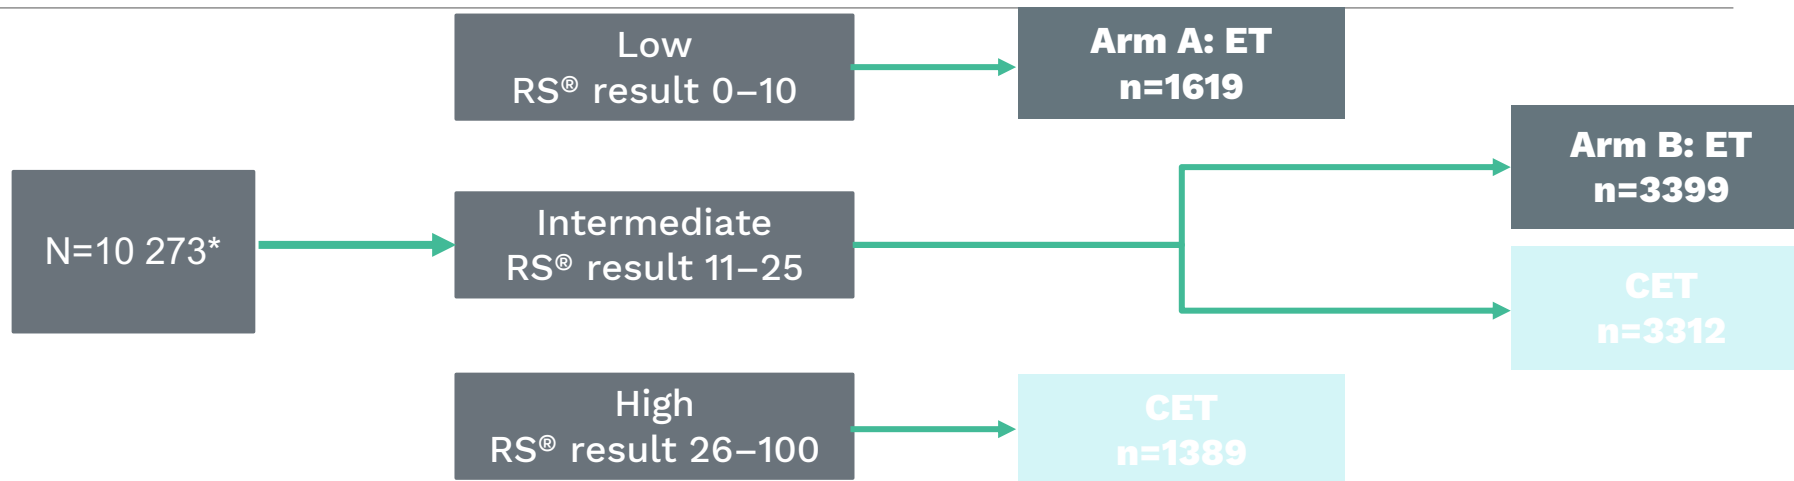 Low
RS® result 0–10
Arm A: ET
n=1619
N=10 273*
Intermediate
RS® result 11–25
Arm B: ET
n=3399
CET
n=3312
High
RS® result 26–100
CET
n=1389